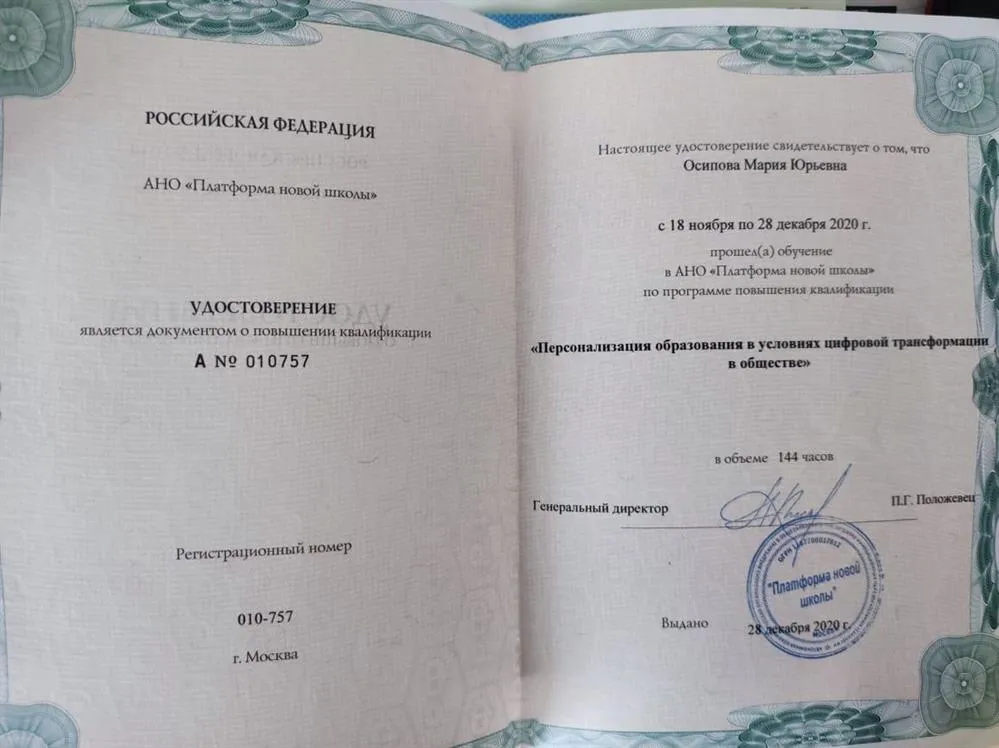 РОССИЙСКАЯ ФЕДЕРАЦИЯ
АНО «Платформа новой школы»
УДОСТОВЕРЕНИЕ
является документом о повышении квалификации
А № 010757
Регистрационный номер
010-757
г. Москва
Настоящее удостоверение свидетельствует о том, что
Осипова Мария Юрьевна
с 18 ноября по 28 декабря 2020 г.
прошел(а) обучение
в АНО «Платформа новой школы»
по программе повышения квалификации
«Персонализация образования в условиях цифровой трансформации
в обществе»
в объеме 144 часов
Генеральный директор
П.Г. Положевец
"Платформа новой
школы"
МОСКВА
Выдано 28 декабря 2020 г.